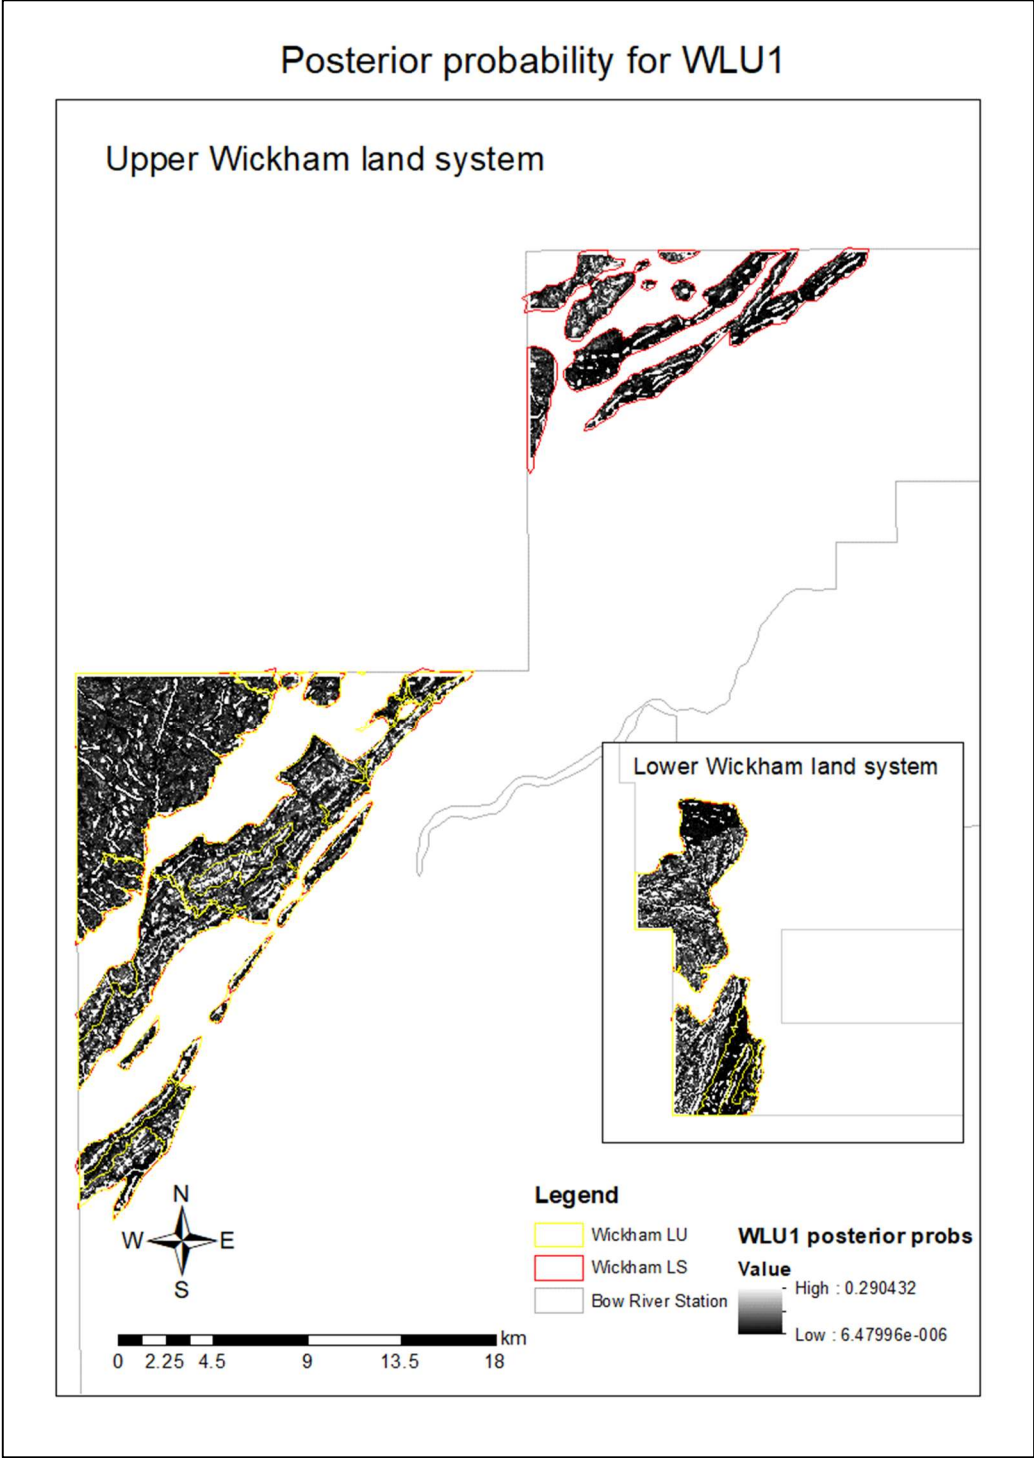 Posterior probability for WLU1
Upper Wickham land system
Lower Wickham land system
N
W E
S
Legend
Wickham LU
Wickham LS
Bow River Station
WLU1 posterior probs
Value
High : 0.290432
Low : 6.47996e-006
km
0 2.25 4.5 9 13.5 18